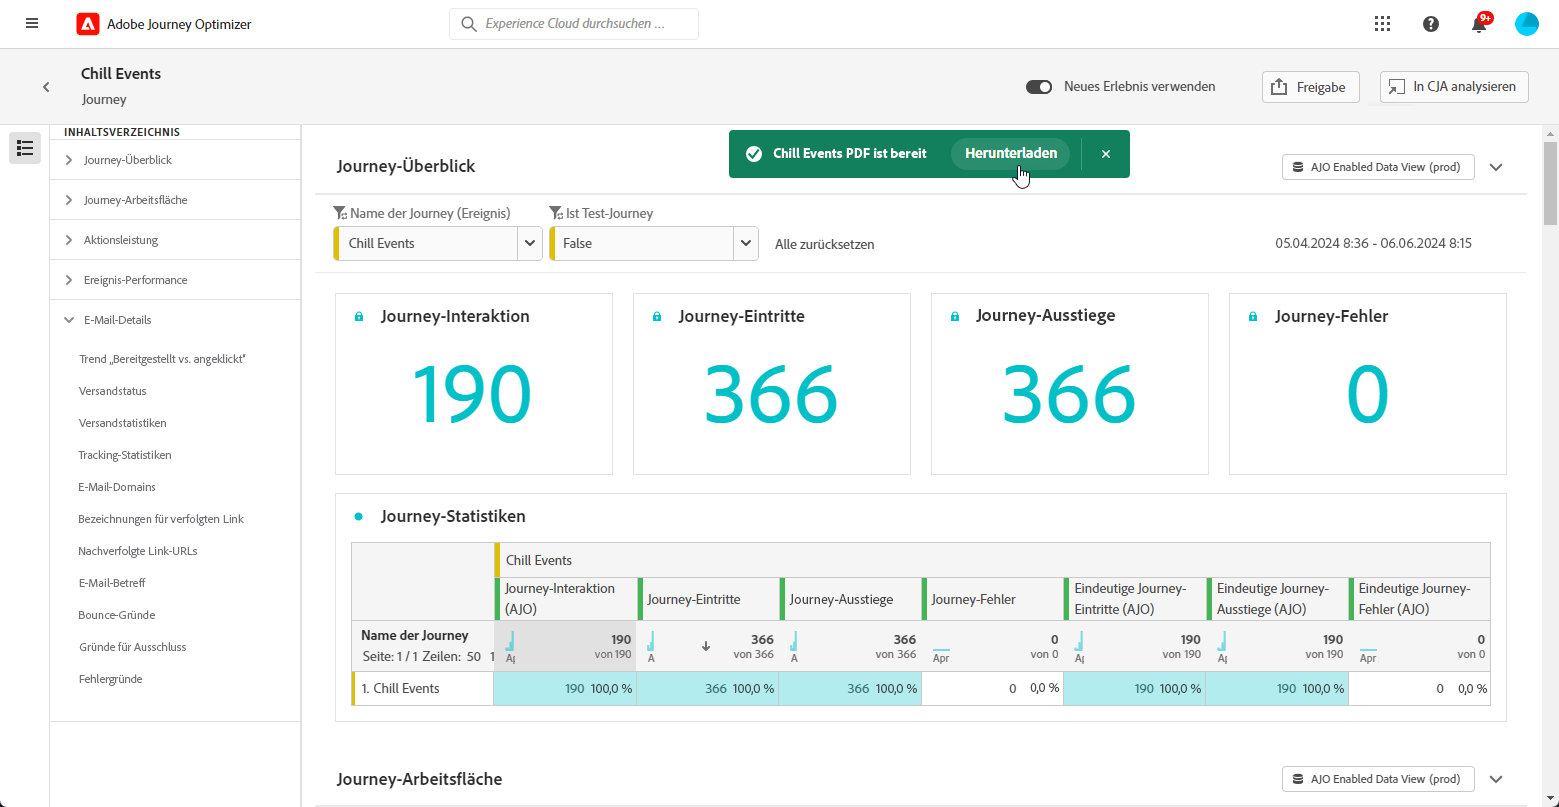 Adobe Journey Optimizer
Experience Cloud durchsuchen ...
9+
Chill Events
Journey
Neues Erlebnis verwenden
Freigabe
In CJA analysieren
INHALTSVERZEICHNIS
Journey-Überblick
Journey-Arbeitsfläche
Aktionsleistung
Ereignis-Performance
E-Mail-Details
Trend „Bereitgestellt vs. angeklickt“
Versandstatus
Versandstatistiken
Tracking-Statistiken
E-Mail-Domains
Bezeichnungen für verfolgten Link
Nachverfolgte Link-URLs
E-Mail-Betreff
Bounce-Gründe
Gründe für Ausschluss
Fehlergründe
Journey-Überblick
Chill Events PDF ist bereit
Herunterladen
AJO Enabled Data View (prod)
Name der Journey (Ereignis)
Ist Test-Journey
Chill Events
False
Alle zurücksetzen
05.04.2024 8:36 - 06.06.2024 8:15
Journey-Interaktion
190
Journey-Eintritte
366
Journey-Ausstiege
366
Journey-Fehler
0
Journey-Statistiken
Chill Events
Journey-Interaktion
(AJO)
Journey-Eintritte
Journey-Ausstiege
Journey-Fehler
Eindeutige Journey-
Eintritte (AJO)
Eindeutige Journey-
Ausstiege (AJO)
Eindeutige Journey-
Fehler (AJO)
Name der Journey
Seite: 1 / 1 Zeilen: 50 1
Ap
190
von 190
A
366
von 366
A
366
von 366
Apr
0
von 0
Ap
190
von 190
Ap
190
von 190
Apr
0
von 0
1. Chill Events
190 100,0 %
366 100,0 %
366 100,0 %
0 0,0 %
190 100,0 %
190 100,0 %
0 0,0 %
Journey-Arbeitsfläche
AJO Enabled Data View (prod)